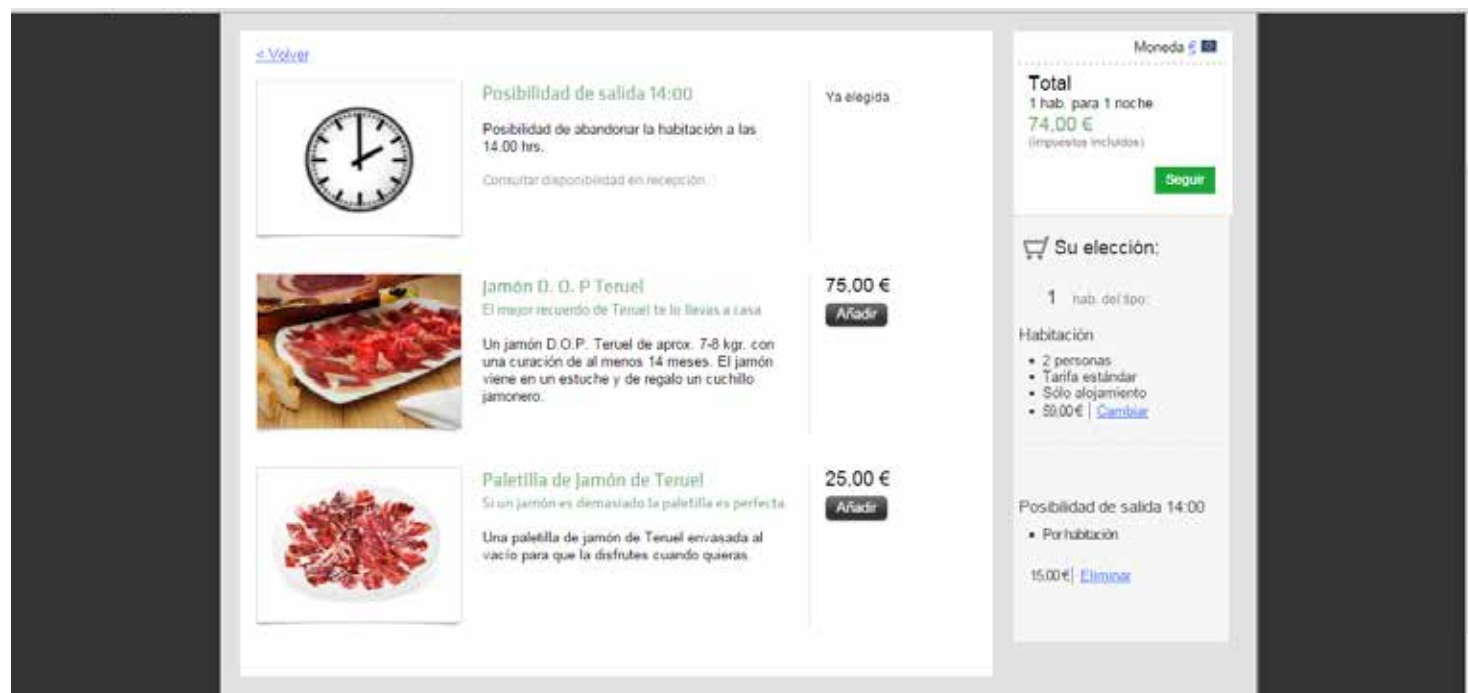 < Volver
Posibilidad de salida 14:00
Posibilidad de abandonar la habitación a las
14.00 hrs.
Consultar disponibilidad en recepción.
Ya elegida
Jamón D. O. P Teruel
El mejor recuerdo de Teruel te lo llevas a casa
Un jamón D.O.P. Teruel de aprox. 7-8 kgr. con
una curación de al menos 14 meses. El jamón
viene en un estuche y de regalo un cuchillo
jamonero.
75,00 €
Añadir
Paletilla de Jamón de Teruel
Si un jamón es demasiado la paletilla es perfecta
Una paletilla de jamón de Teruel envasada al
vacío para que la disfrutes cuando quieras.
25,00 €
Añadir
Moneda €
Total
1 hab. para 1 noche
74,00 €
(impuestos incluidos)
Seguir
Su elección:
1 hab. del tipo:
Habitación
• 2 personas
• Tarifa estándar
• Sólo alojamiento
• 59,00 € | Cambiar
Posibilidad de salida 14:00
• Por habitación
15,00 € | Eliminar